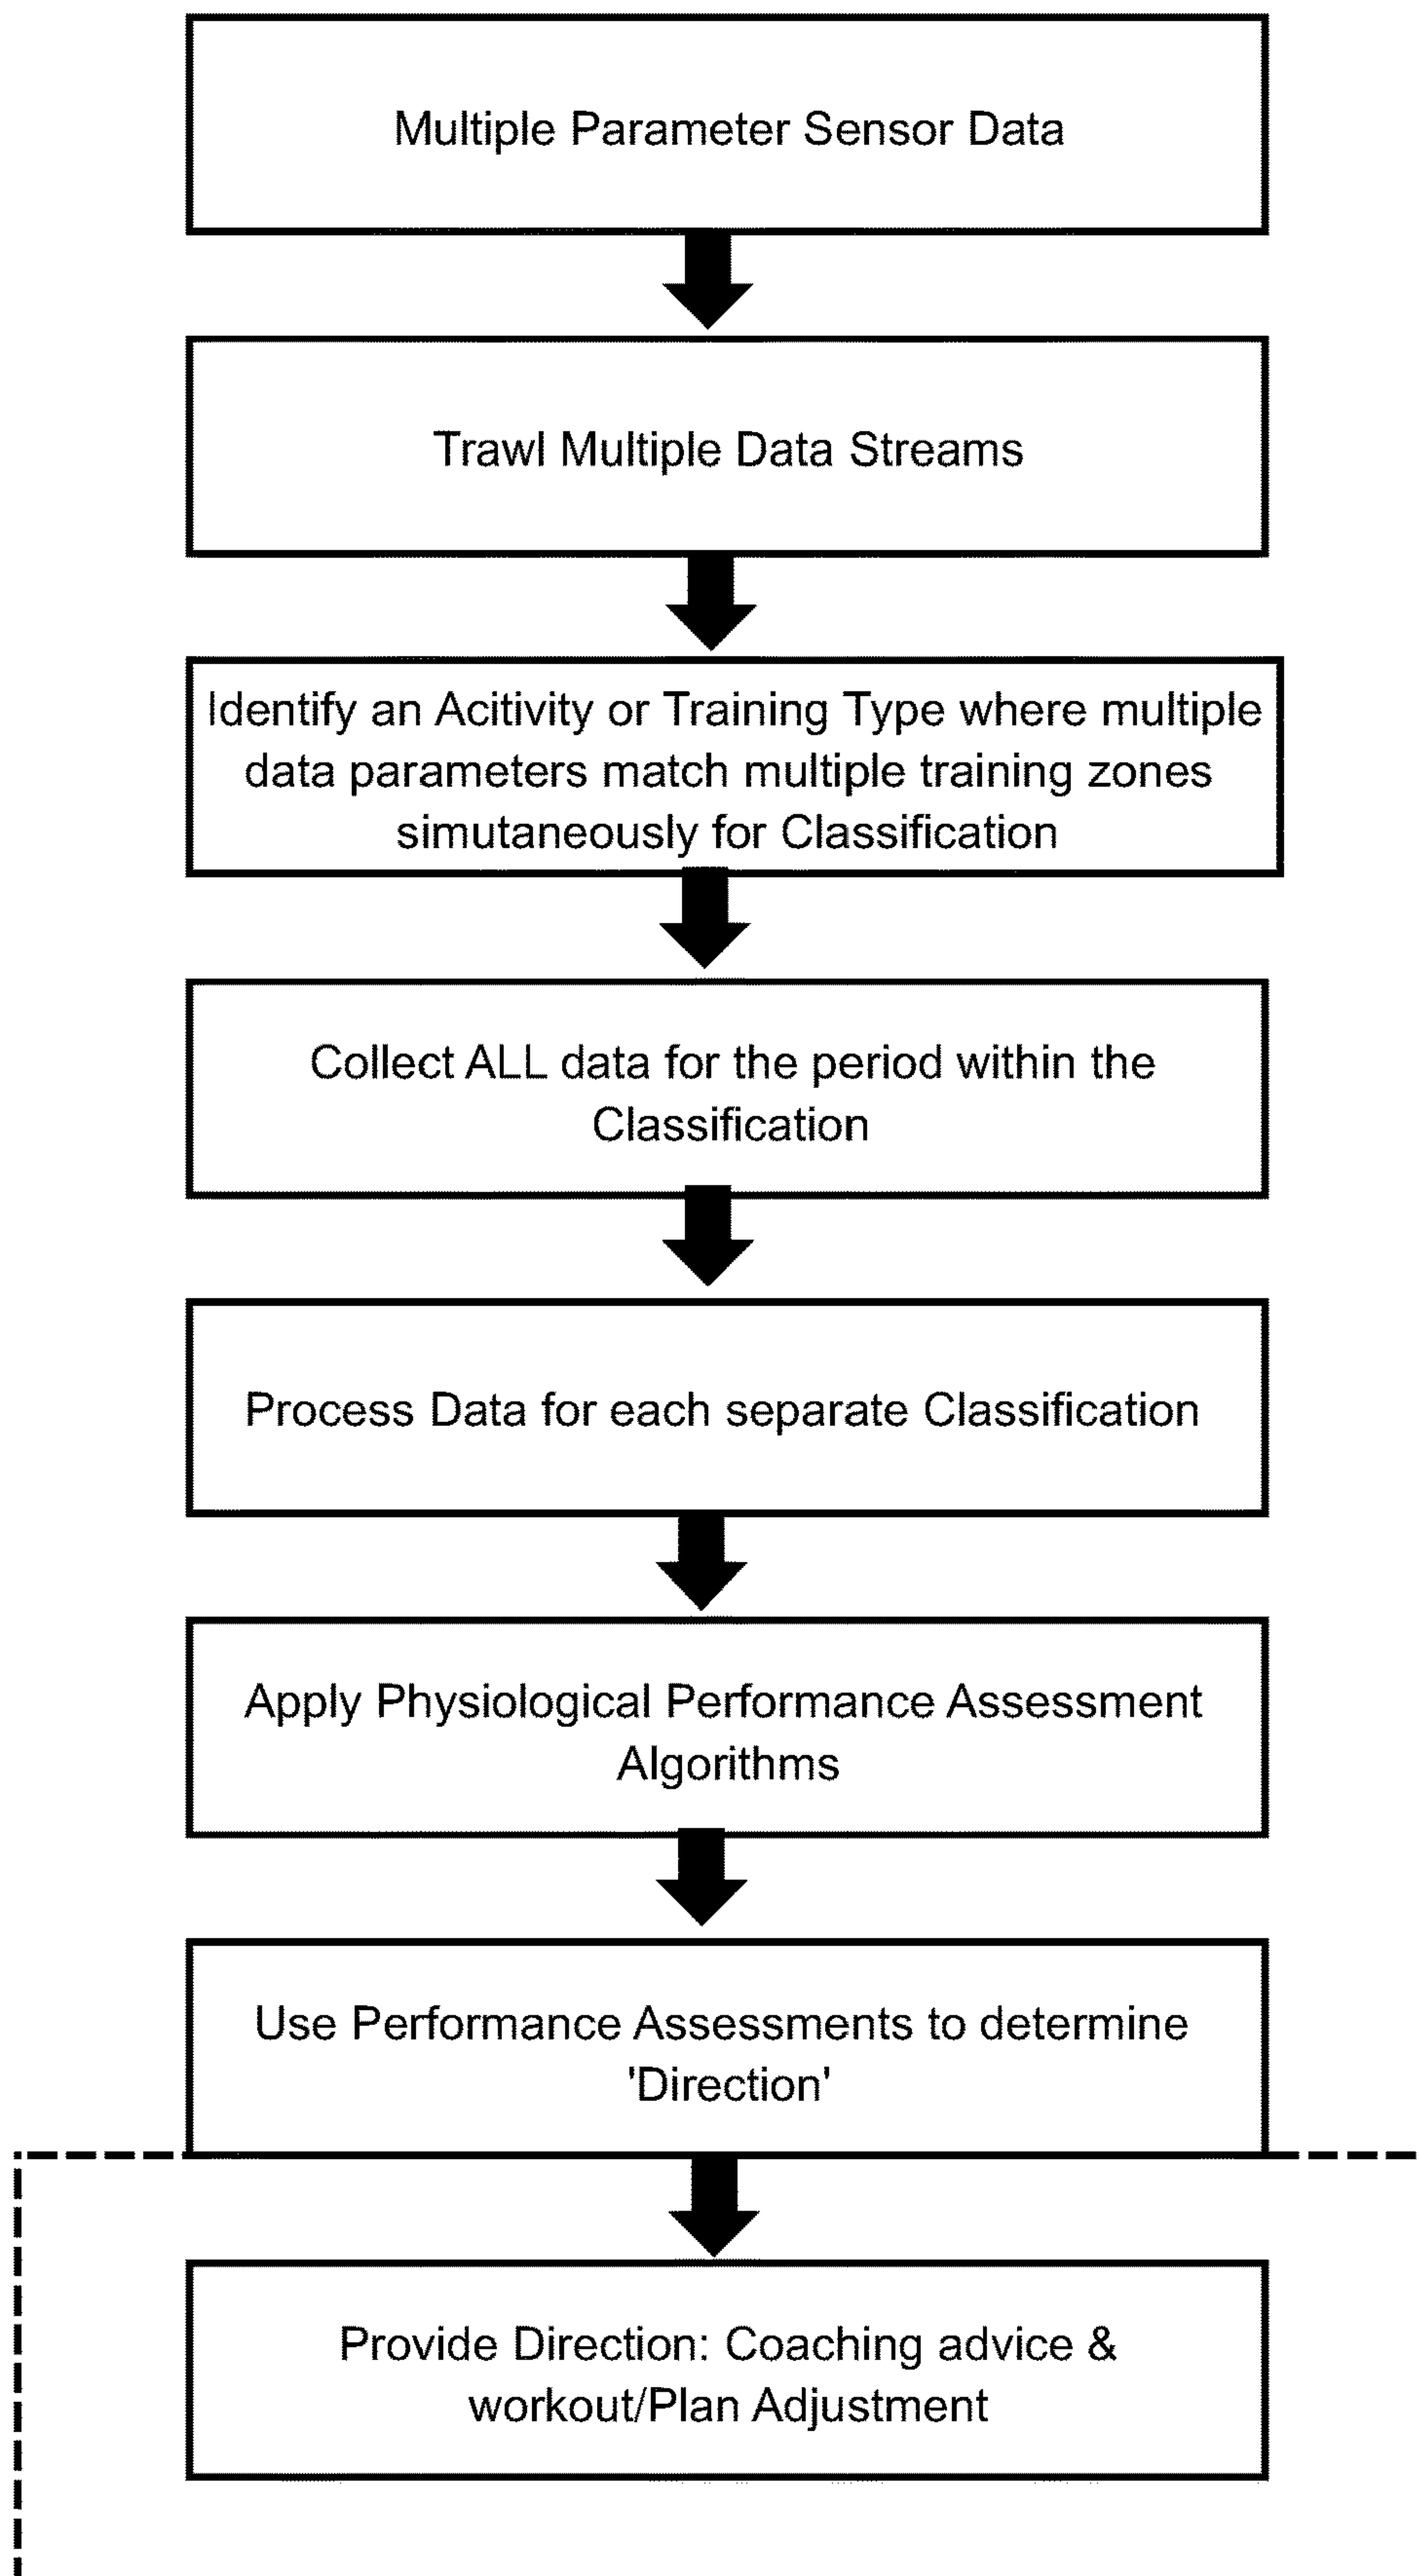 Multiple Parameter Sensor Data
Trawl Multiple Data Streams
Identify an Acitivity or Training Type where multiple
data parameters match multiple training zones
simutaneously for Classification
Collect ALL data for the period within the
Classification
Process Data for each separate Classification
Apply Physiological Performance Assessment
Algorithms
Use Performance Assessments to determine
'Direction'
Provide Direction: Coaching advice &
workout/Plan Adjustment